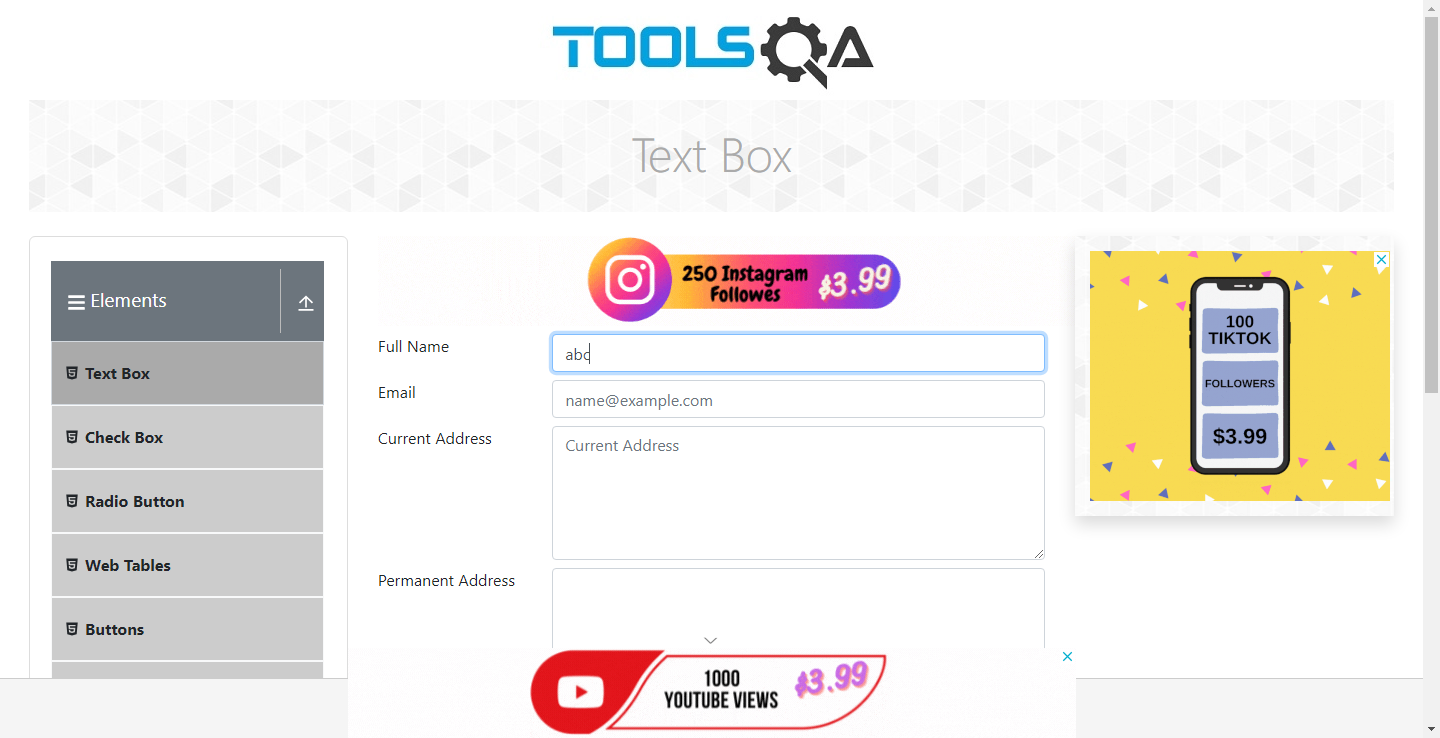 TOOLSQA
Text Box
Elements
Text Box
Check Box
Radio Button
Web Tables
Buttons
250 Instagram
Followes
$3.99
Full Name
abc
Email
name@example.com
Current Address
Current Address
Permanent Address
100
TIKTOK
FOLLOWERS
$3.99
1000
YOUTUBE VIEWS
$3.99